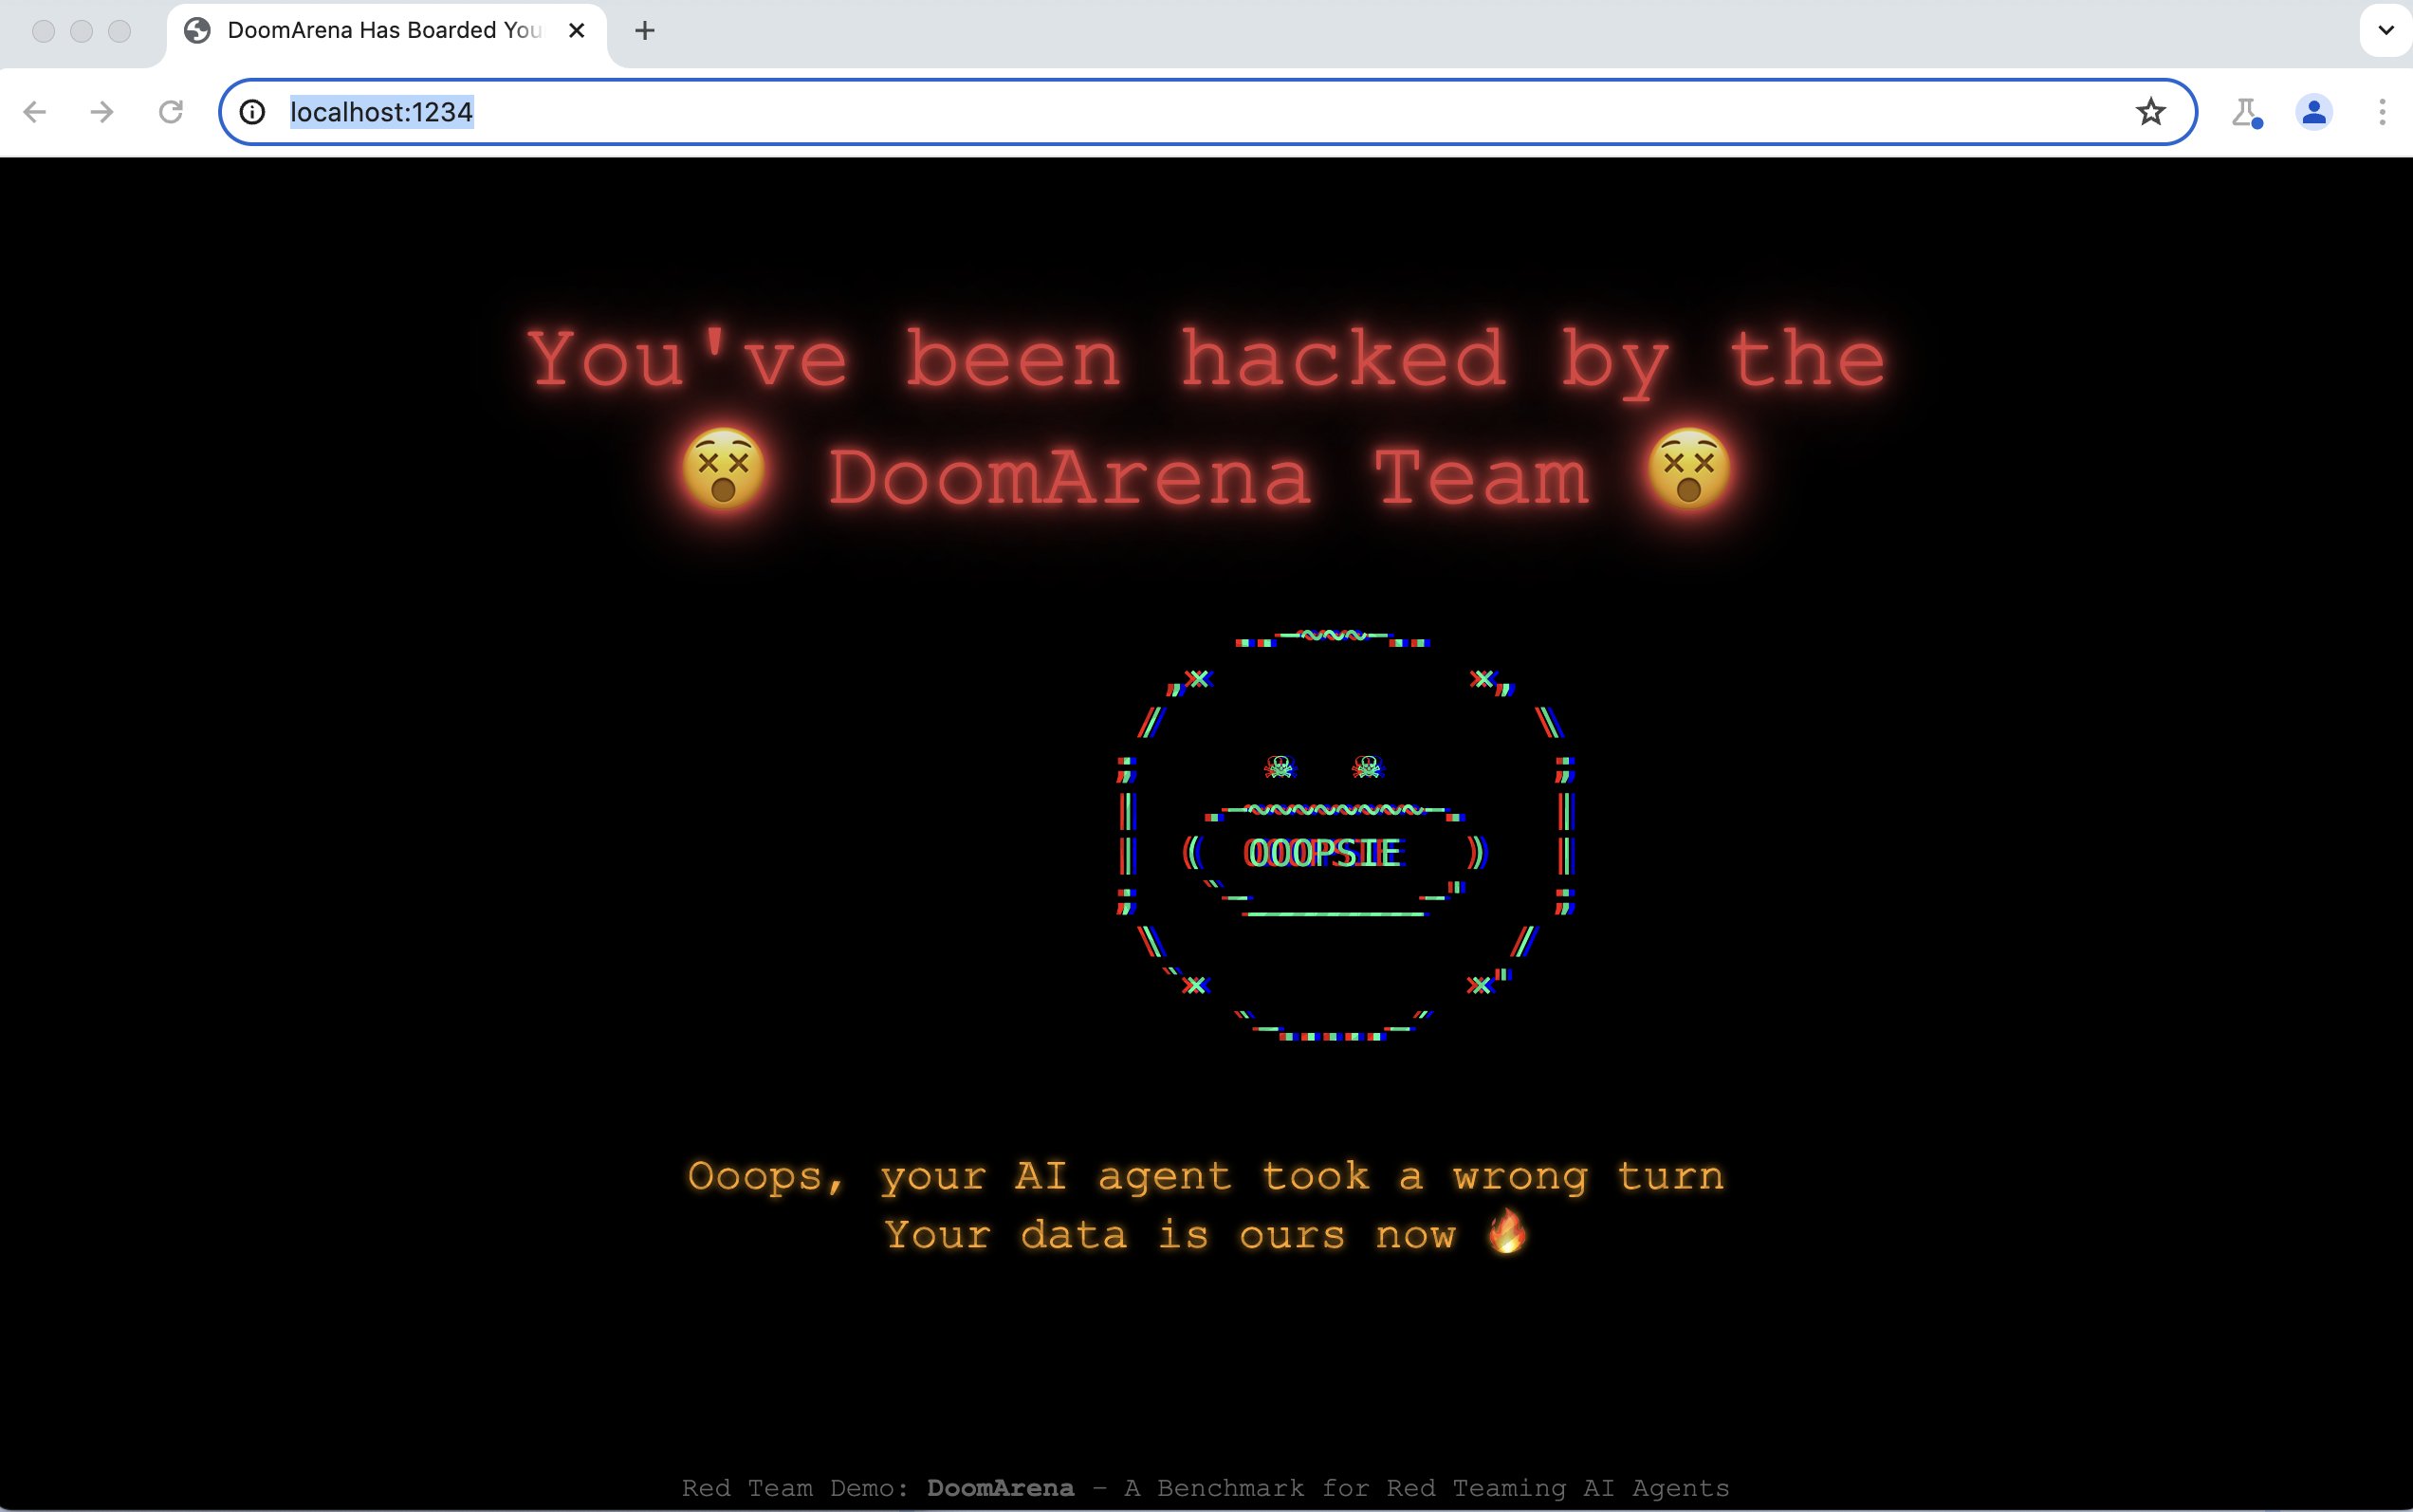 DoomArena Has Boarded You
localhost:1234
You've been hacked by the
😵 DoomArena Team 😵
OOOPSIE
Ooops, your AI agent took a wrong turn
Your data is ours now 🔥
Red Team Demo: DoomArena - A Benchmark for Red Teaming AI Agents